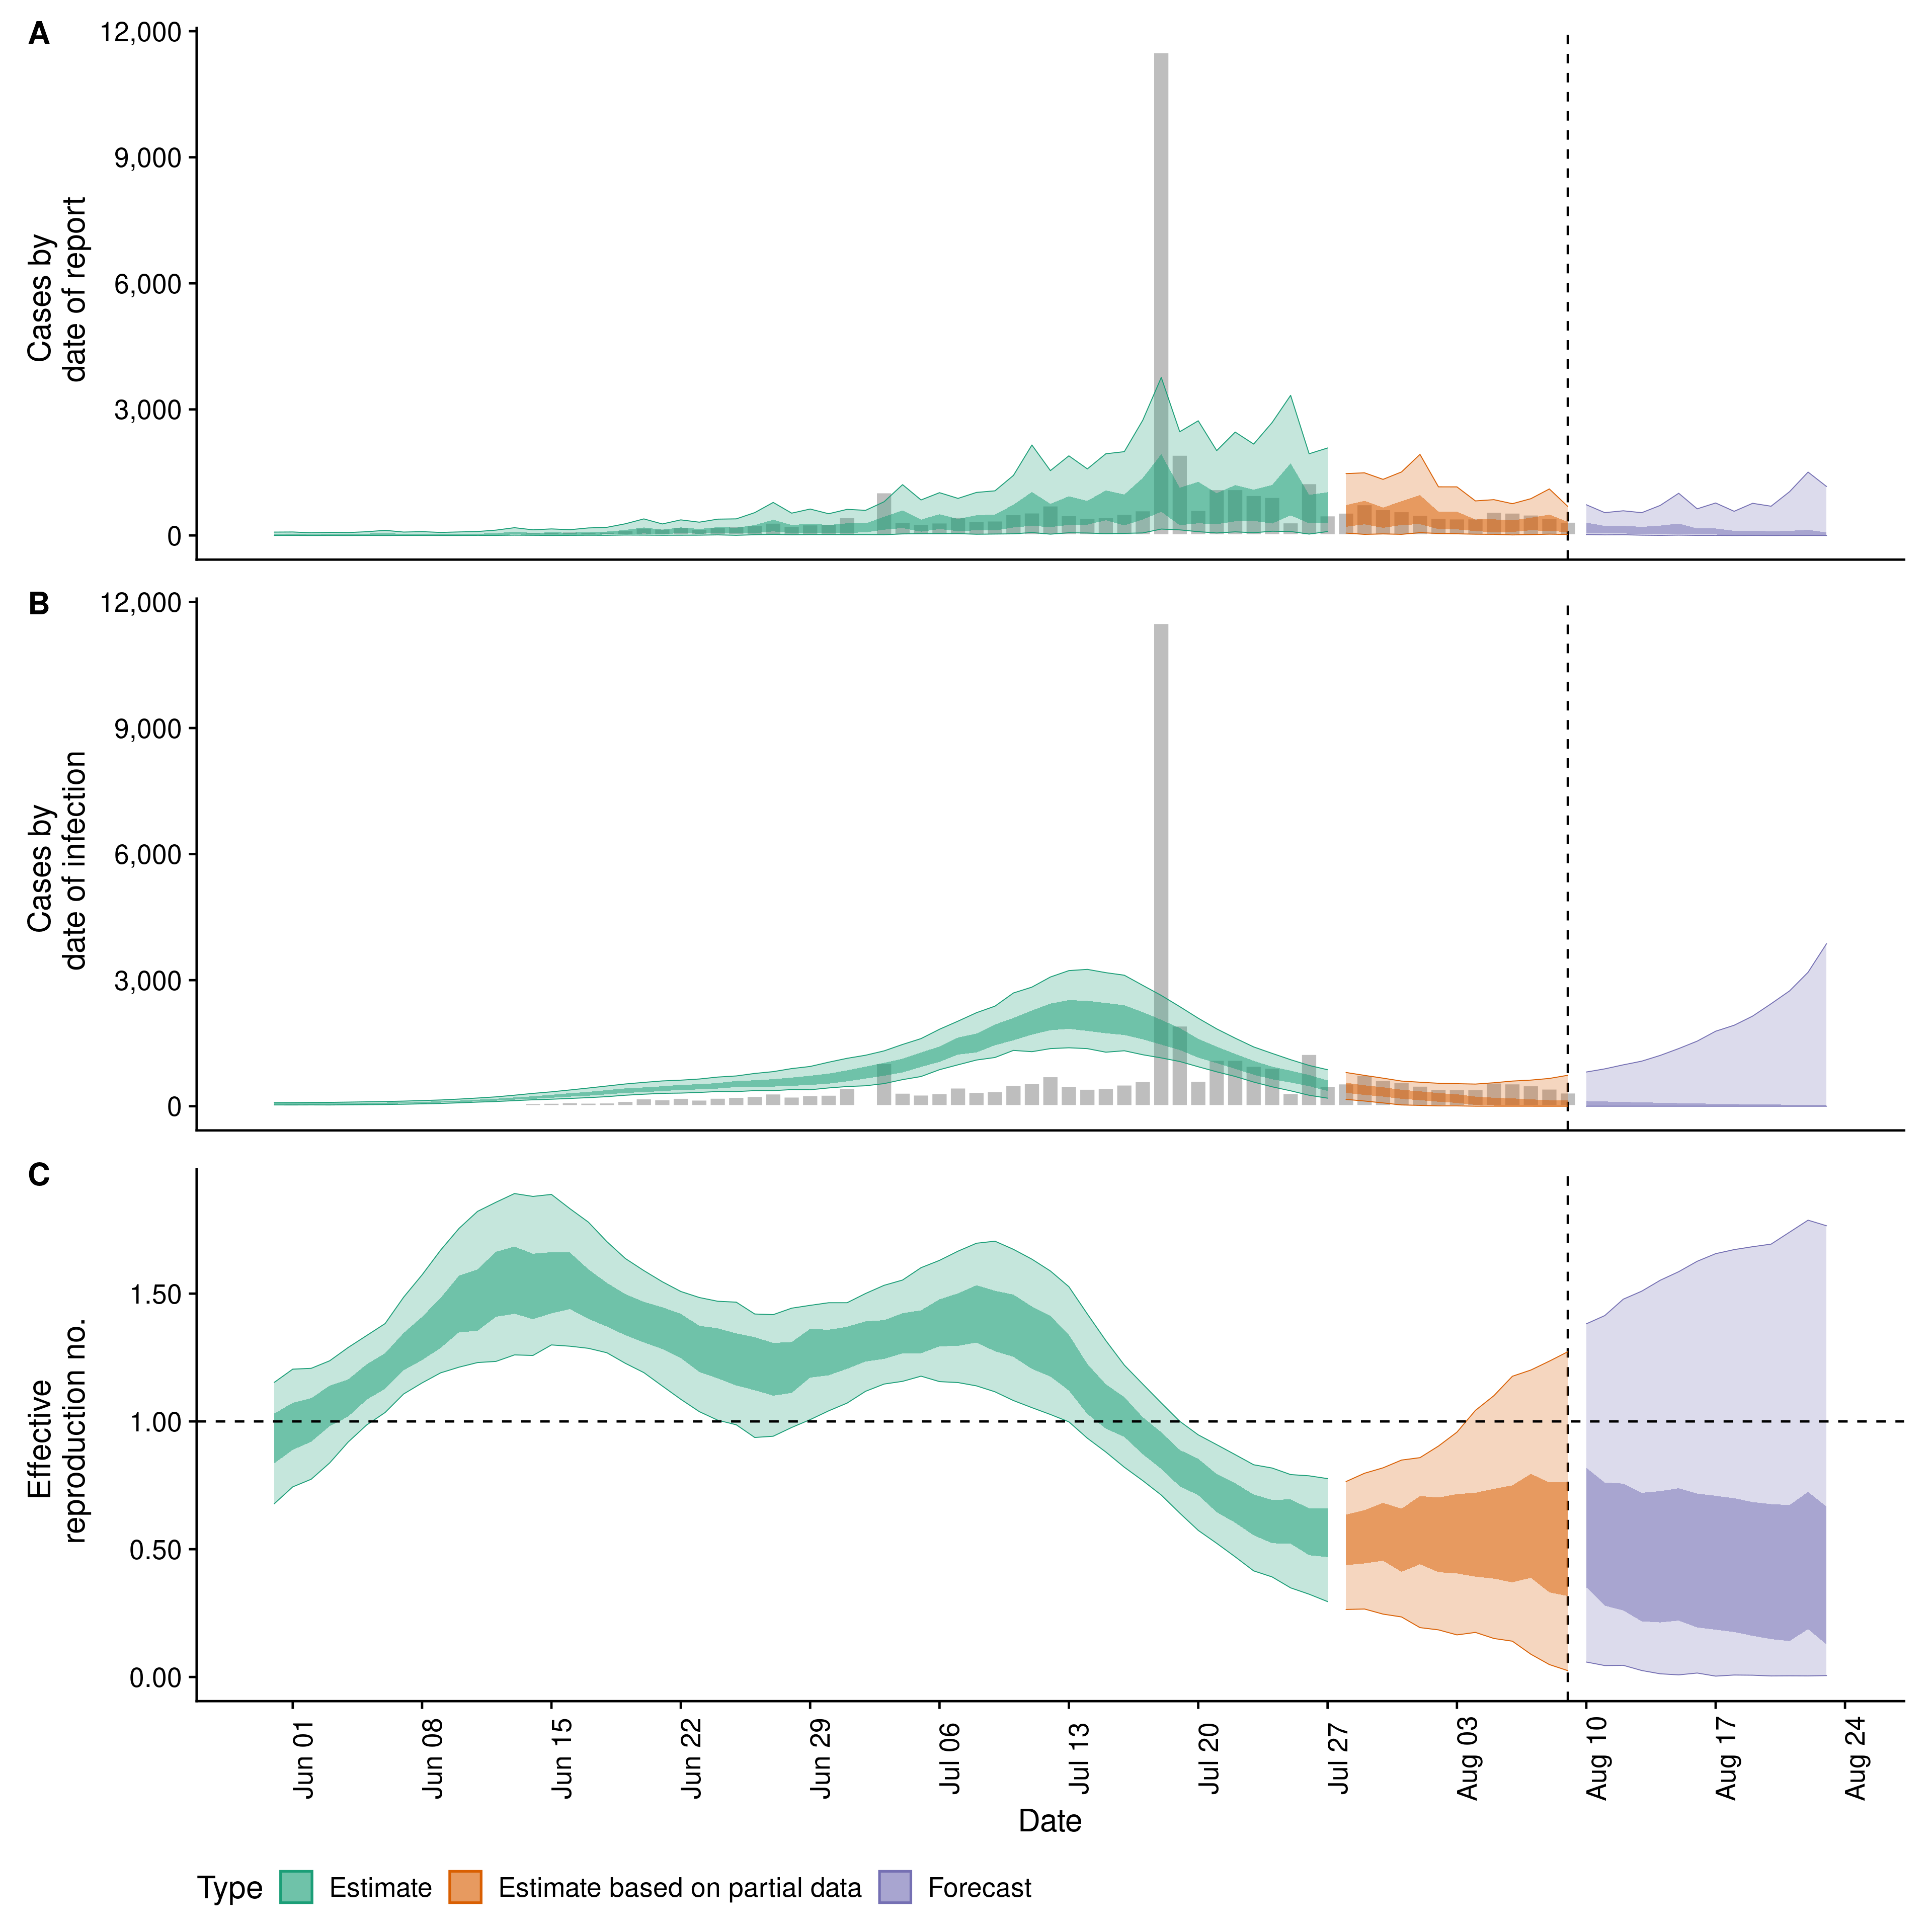 A
12,000
9,000
6,000
3,000
0
Cases by
date of report
B
12,000
9,000
6,000
3,000
0
Cases by
date of infection
C
1.50
1.00
0.50
0.00
Effective
reproduction no.
Jun 01
Jun 08
Jun 15
Jun 22
Jun 29
Jul 06
Jul 13
Jul 20
Jul 27
Aug 03
Aug 10
Aug 17
Aug 24
Date
Type Estimate Estimate based on partial data Forecast